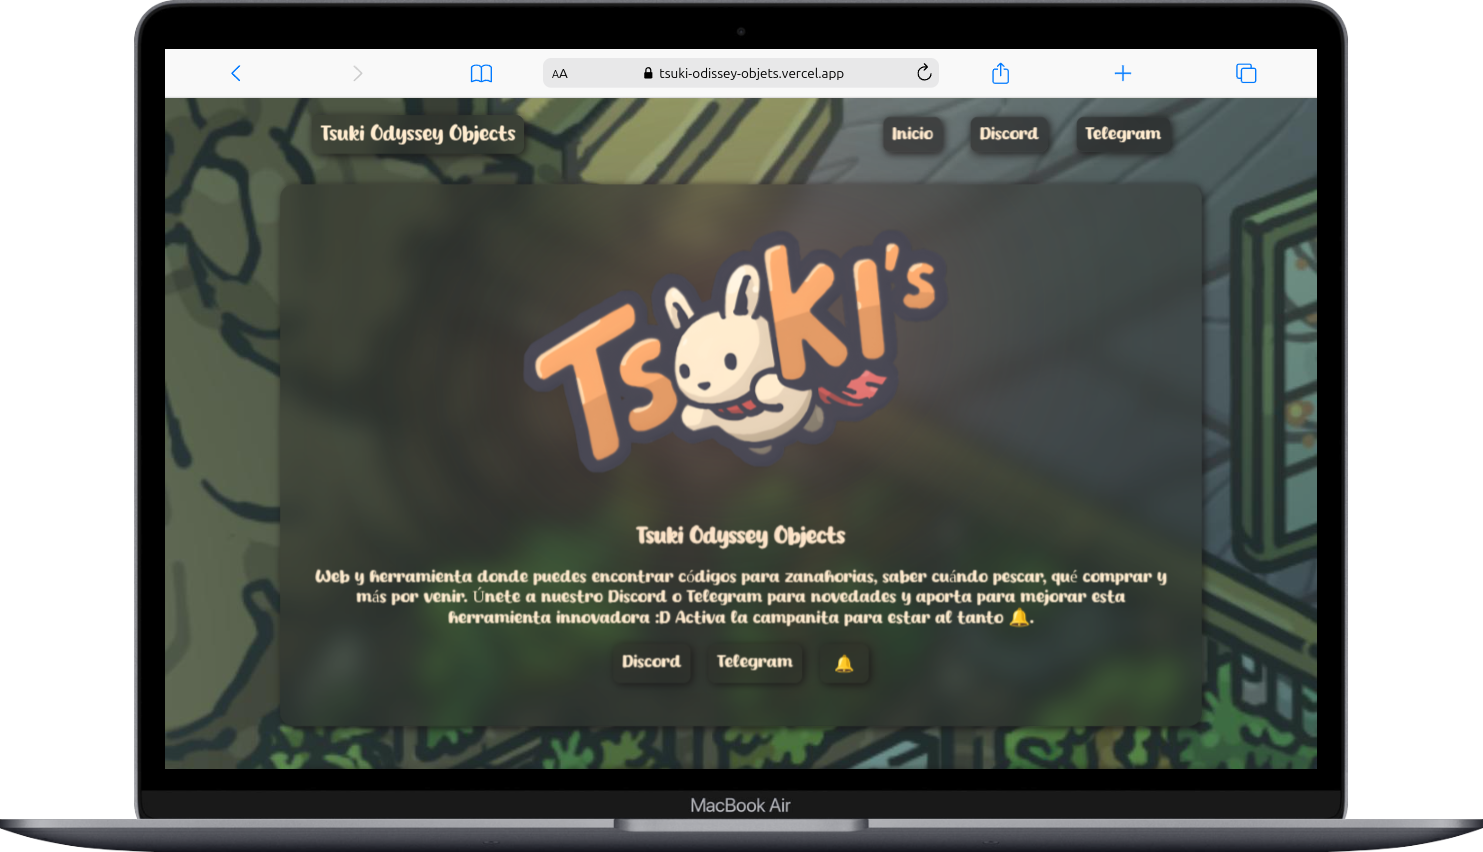 AA
tsuki-odissey-objets.vercel.app
Tsuki Odyssey Objects
Inicio
Discord
Telegram
TSUKI's
Tsuki Odyssey Objects
Web y herramienta donde puedes encontrar códigos para zanahorias, saber cuándo pescar, qué comprar y
más por venir. Únete a nuestro Discord o Telegram para novedades y aporta para mejorar esta
herramienta innovadora :D Activa la campanita para estar al tanto 🔔.
Discord
Telegram
🔔
MacBook Air